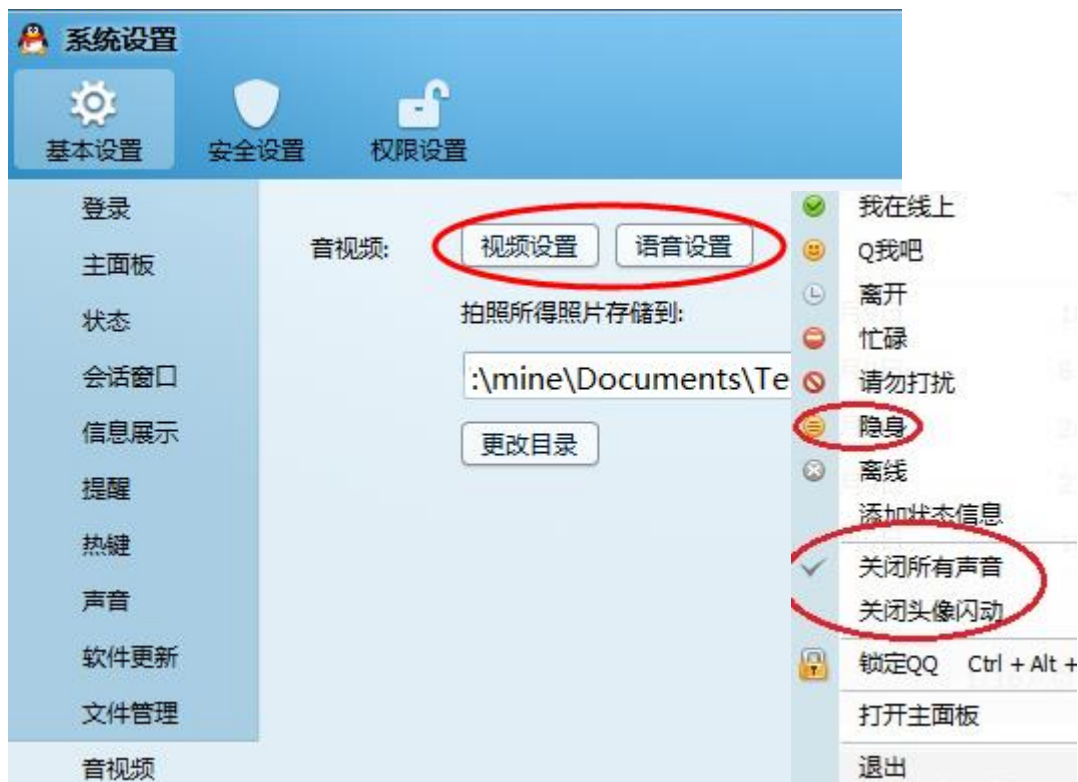 系统设置
基本设置
安全设置
权限设置
登录
主面板
状态
会话窗口
信息展示
提醒
热键
声音
软件更新
文件管理
音视频
音视频:
视频设置
语音设置
拍照所得照片存储到:
:\mine\Documents\Te
更改目录
我在线上
Q我吧
离开
忙碌
请勿打扰
隐身
离线
添加状态信息
关闭所有声音
关闭头像闪动
锁定QQ Ctrl + Alt +
打开主面板
退出